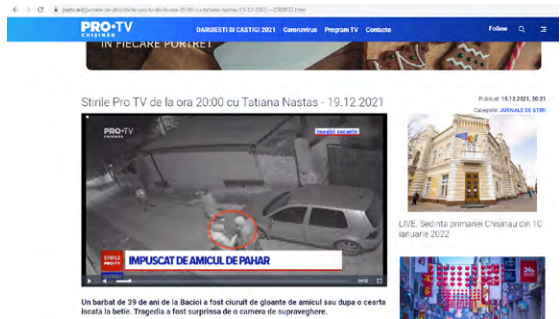 PRO•TV
CHIȘINĂU
DARUIESTI SI CASTIGI 2021 Coronavirus Program TV Contacte
Follow
IN FIECARE PORTRET
Stirile Pro TV de la ora 20:00 cu Tatiana Nastas - 19.12.2021
Publicat: 19.12.2021, 20:21
Categorie: JURNALE DE STIRI
PRO•TV
imagini socante
STIRILE
PRO•TV
IMPUSCAT DE AMICUL DE PAHAR
LIVE. Sedinta primariei Chisinau din 10
ianuarie 2022
Un barbat de 39 de ani de la Bacioi a fost ciuruit de gloante de amicul sau dupa o cearta
iscata la betie. Tragedia a fost surprinsa de o camera de supraveghere.